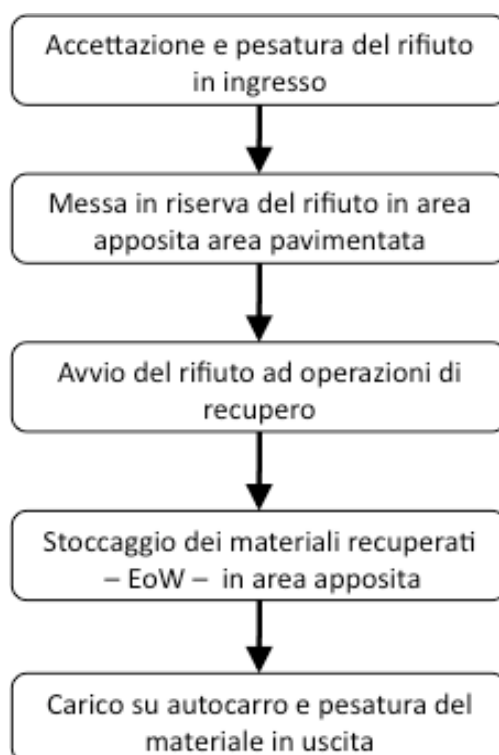 Accettazione e pesatura del rifiuto
in ingresso
Messa in riserva del rifiuto in area
apposita area pavimentata
Avvio del rifiuto ad operazioni di
recupero
Stoccaggio dei materiali recuperati
– EoW – in area apposita
Carico su autocarro e pesatura del
materiale in uscita